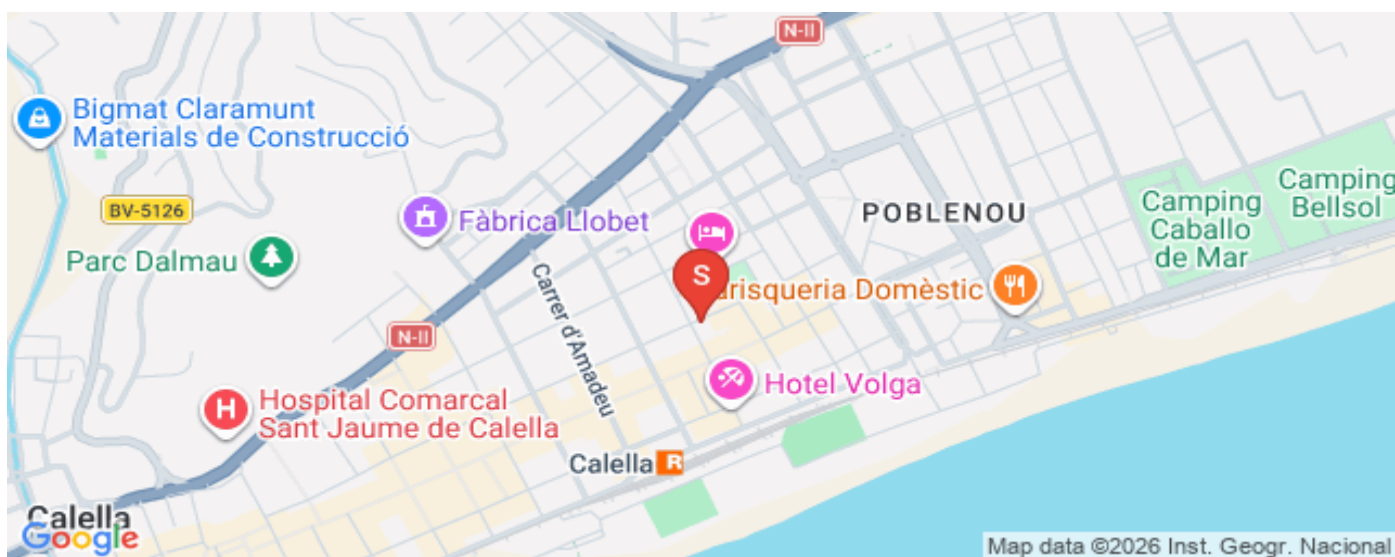 N-II
Bigmat Claramunt
Materials de Construcció
BV-5126
Fàbrica Llobet
POBLENOU
Camping
Caballo
de Mar
Camping
Bellsol
Parc Dalmau
S
arisqueria Domèstic
Carrer d'Amadeu
N-II
Hotel Volga
H
Hospital Comarcal
Sant Jaume de Calella
Calella R
Calella
Google
Map data ©2026 Inst. Geogr. Nacional